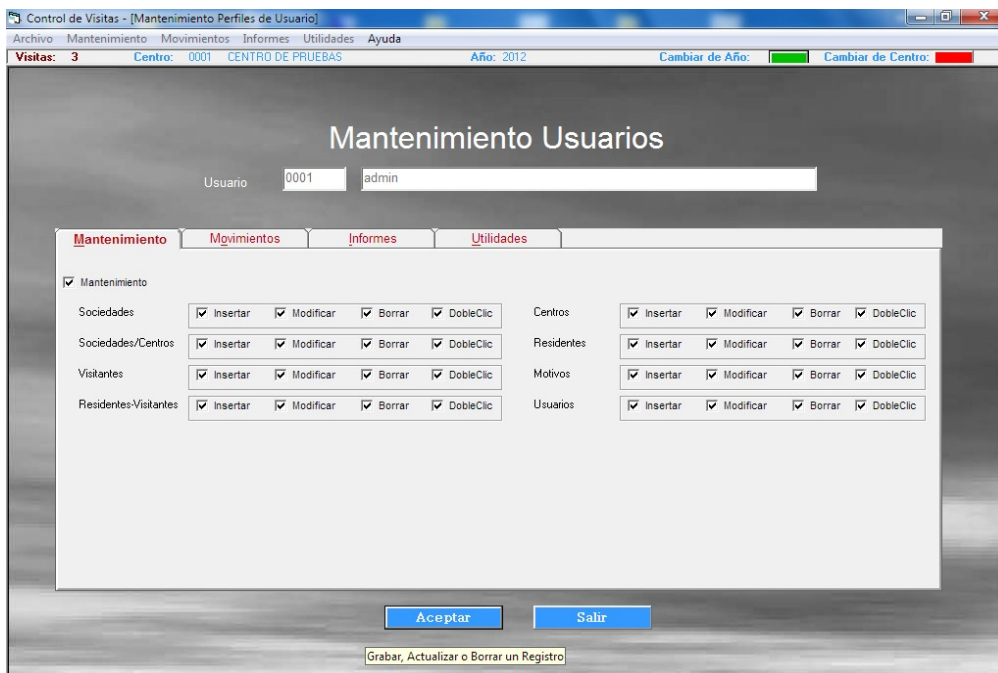 Control de Visitas - [Mantenimiento Perfiles de Usuario]
Archivo Mantenimiento Movimientos Informes Utilidades Ayuda
Visitas: 3 Centro: 0001 CENTRO DE PRUEBAS Año: 2012 Cambiar de Año: Cambiar de Centro:
Mantenimiento Usuarios
Usuario 0001 admin
Mantenimiento Movimientos Informes Utilidades
Mantenimiento
Sociedades Insertar Modificar Borrar DobleClic Centros Insertar Modificar Borrar DobleClic
Sociedades/Centros Insertar Modificar Borrar DobleClic Residentes Insertar Modificar Borrar DobleClic
Visitantes Insertar Modificar Borrar DobleClic Motivos Insertar Modificar Borrar DobleClic
Residentes-Visitantes Insertar Modificar Borrar DobleClic Usuarios Insertar Modificar Borrar DobleClic
Aceptar Salir
Grabar, Actualizar o Borrar un Registro